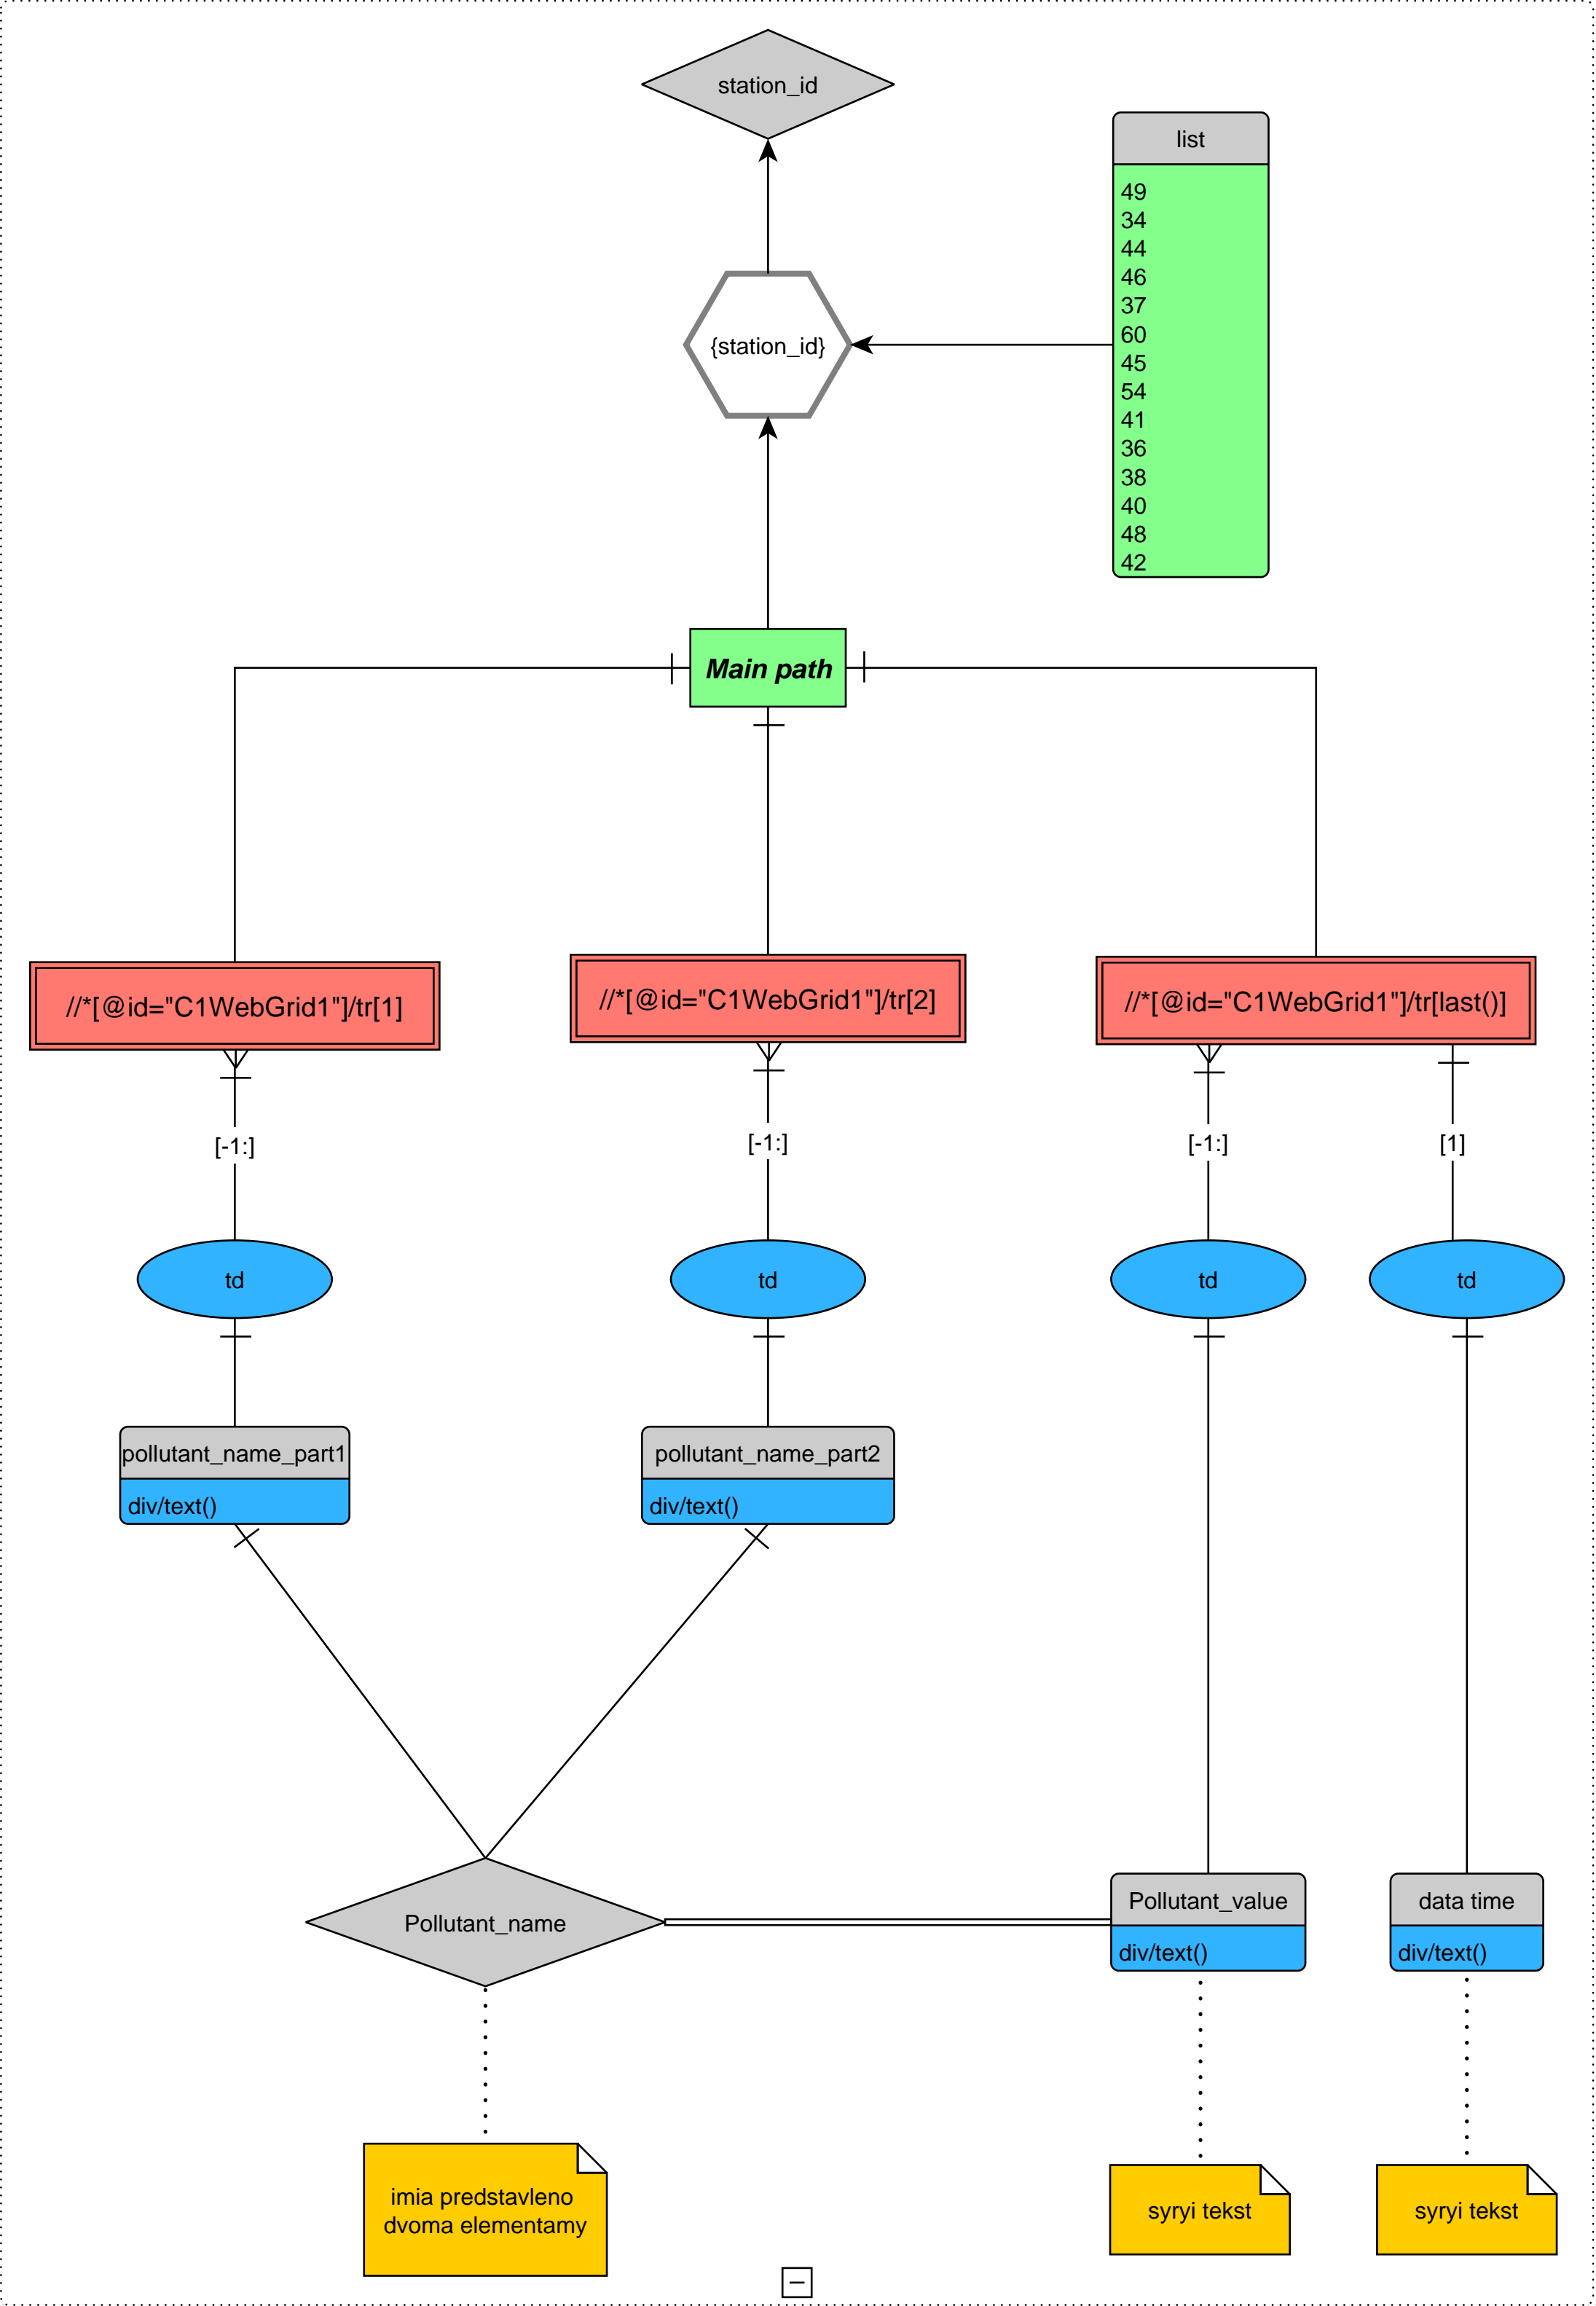 station_id
list
49
34
44
46
37
60
45
54
41
36
38
40
48
42
{station_id}
Main path
//*[@id="C1WebGrid1"]/tr[1]
//*[@id="C1WebGrid1"]/tr[2]
//*[@id="C1WebGrid1"]/tr[last()]
[-1:]
[-1:]
[-1:]
[1]
td
td
td
td
pollutant_name_part1
div/text()
pollutant_name_part2
div/text()
Pollutant_name
Pollutant_value
div/text()
data time
div/text()
imia predstavleno
dvoma elementamy
syryi tekst
syryi tekst